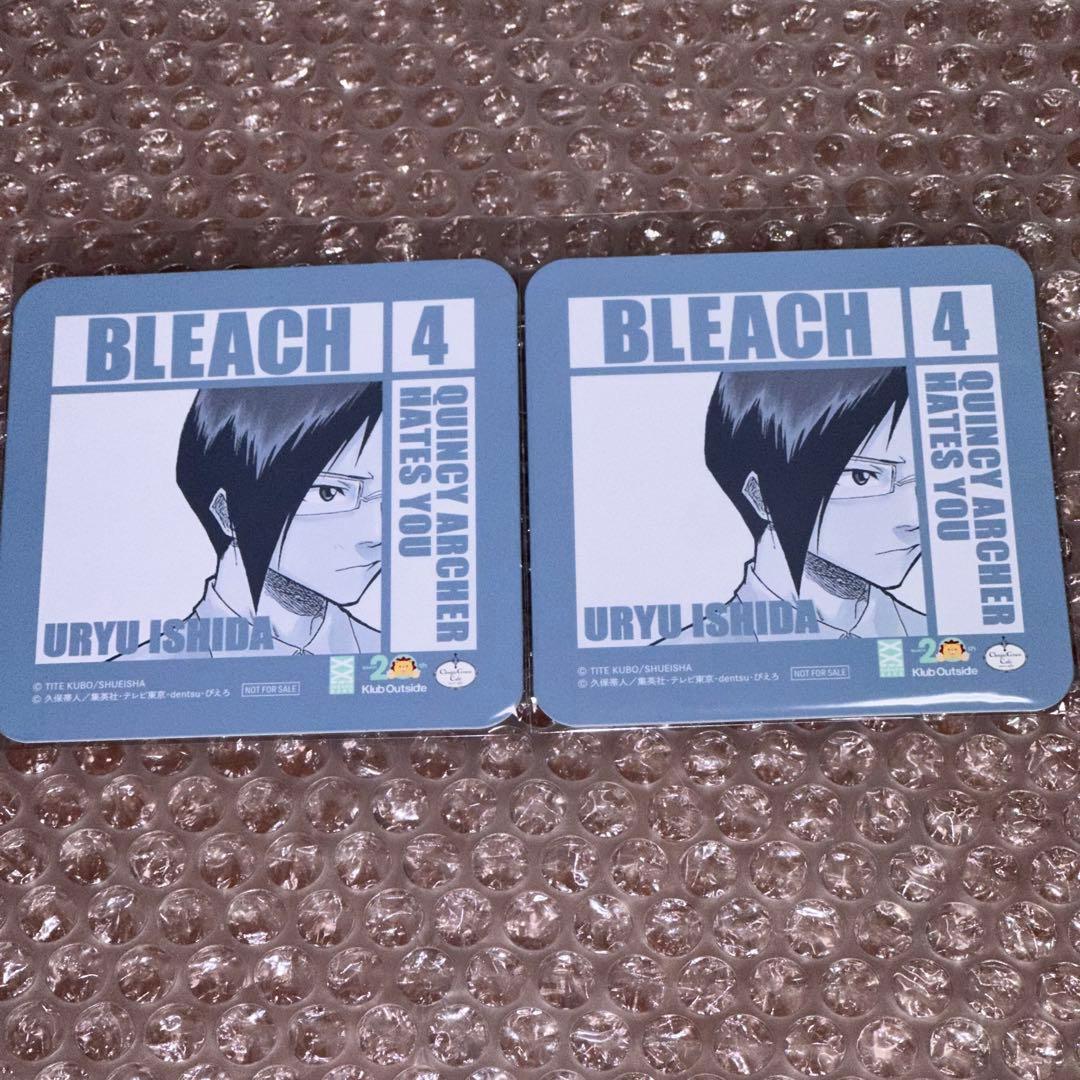 BLEACH
4
QUINCY ARCHER
HATES YOU
URYU ISHIDA
© TITE KUBO/SHUEISHA
© 久保帯人／集英社・テレビ東京・dentsu・ぴえろ
NOT FOR SALE
Klub Outside
BLEACH
4
QUINCY ARCHER
HATES YOU
URYU ISHIDA
© TITE KUBO/SHUEISHA
© 久保帯人／集英社・テレビ東京・dentsu・ぴえろ
NOT FOR SALE
Klub Outside